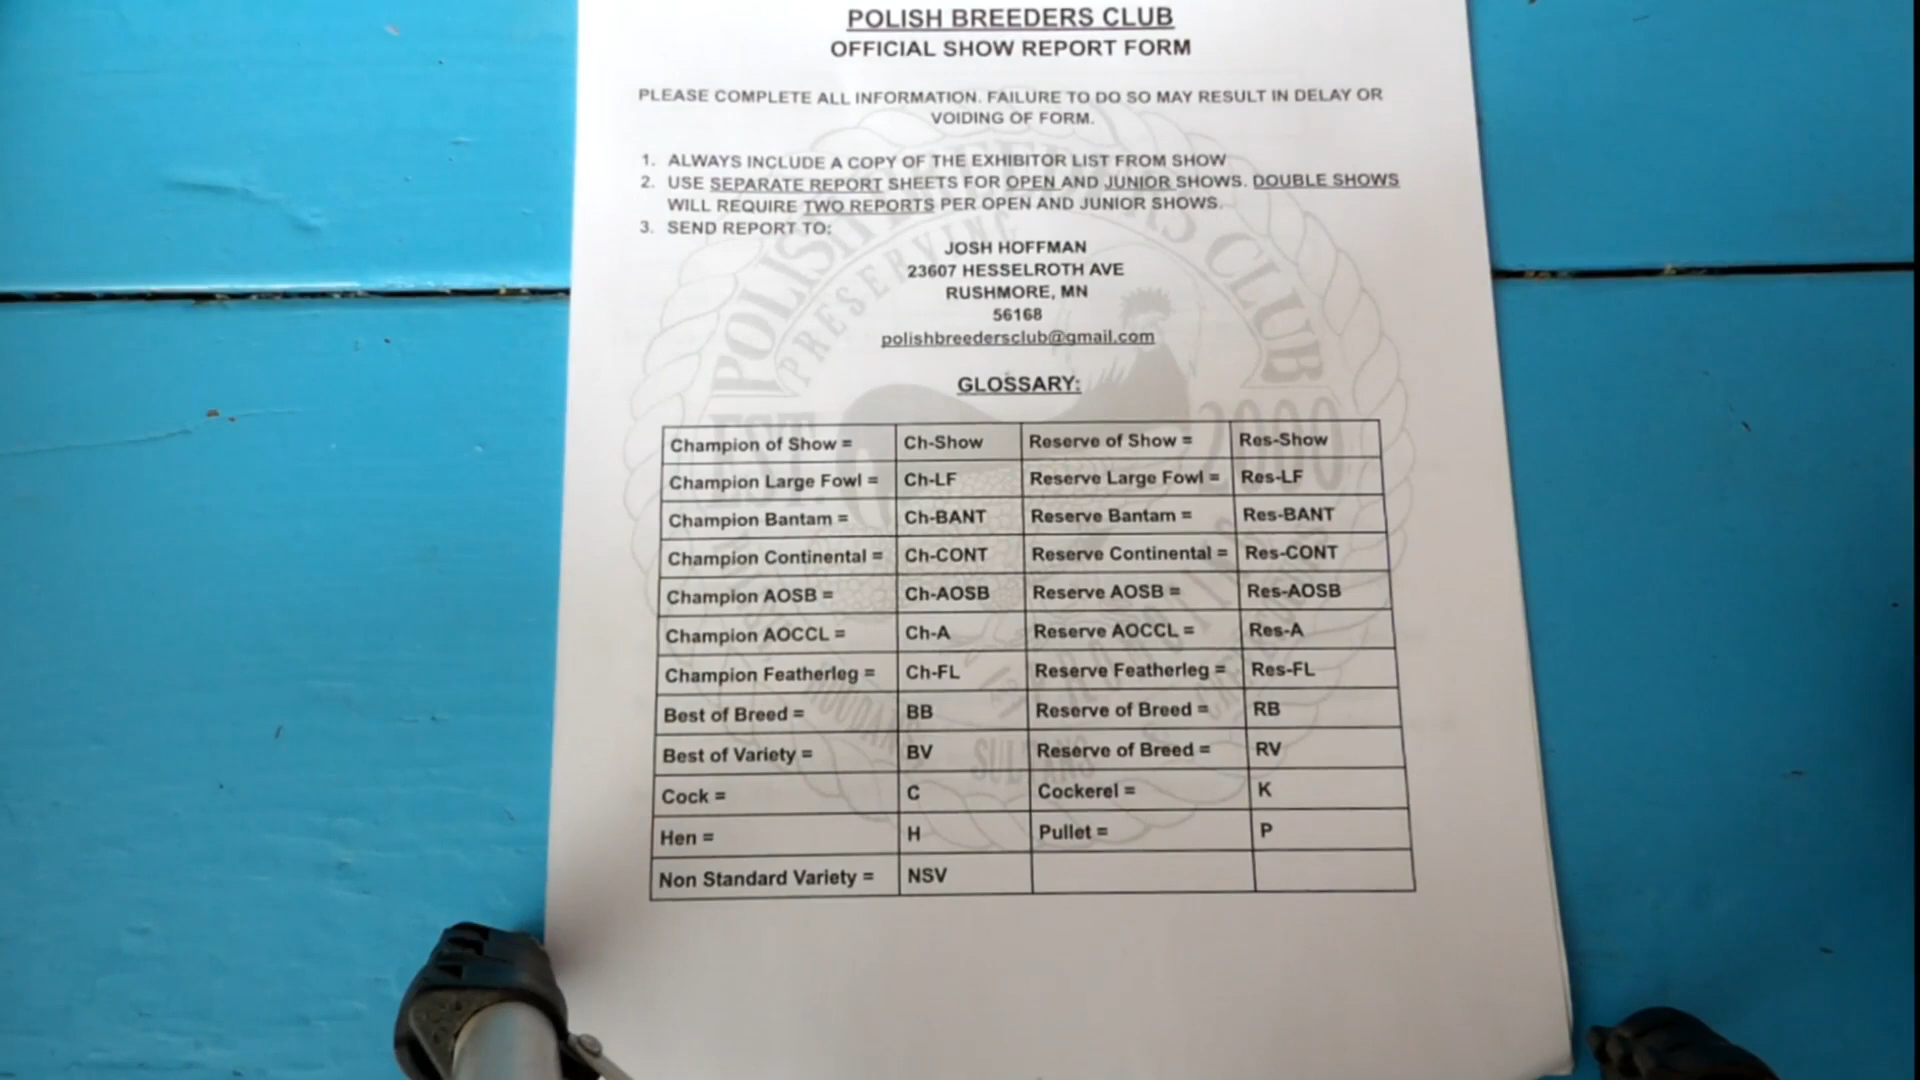 POLISH BREEDERS CLUB
OFFICIAL SHOW REPORT FORM
PLEASE COMPLETE ALL INFORMATION. FAILURE TO DO SO MAY RESULT IN DELAY OR
VOIDING OF FORM.
1. ALWAYS INCLUDE A COPY OF THE EXHIBITOR LIST FROM SHOW
2. USE SEPARATE REPORT SHEETS FOR OPEN AND JUNIOR SHOWS. DOUBLE SHOWS
WILL REQUIRE TWO REPORTS PER OPEN AND JUNIOR SHOWS.
3. SEND REPORT TO:
JOSH HOFFMAN
23607 HESSELROTH AVE
RUSHMORE, MN
56168
polishbreedersclub@gmail.com
GLOSSARY:
Champion of Show = Ch-Show Reserve of Show = Res-Show
Champion Large Fowl = Ch-LF Reserve Large Fowl = Res-LF
Champion Bantam = Ch-BANT Reserve Bantam = Res-BANT
Champion Continental = Ch-CONT Reserve Continental = Res-CONT
Champion AOSB = Ch-AOSB Reserve AOSB = Res-AOSB
Champion AOCCL = Ch-A Reserve AOCCL = Res-A
Champion Featherleg = Ch-FL Reserve Featherleg = Res-FL
Best of Breed = BB Reserve of Breed = RB
Best of Variety = BV Reserve of Breed = RV
Cock = C Cockerel = K
Hen = H Pullet = P
Non Standard Variety = NSV
POLISH BREEDERS CLUB
PRESERVING
EST. 2000
HOUDANS
SULTANS